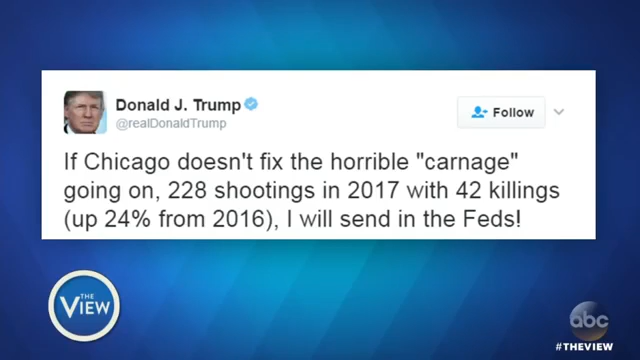 Donald J. Trump
@realDonaldTrump
Follow
If Chicago doesn't fix the horrible "carnage"
going on, 228 shootings in 2017 with 42 killings
(up 24% from 2016), I will send in the Feds!
THE
VIEW
abc
#THEVIEW